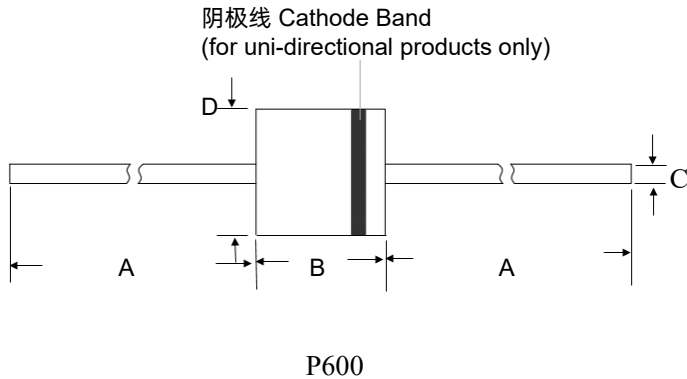 阴极线 Cathode Band
(for uni-directional products only)
D
C
A
B
A
P600